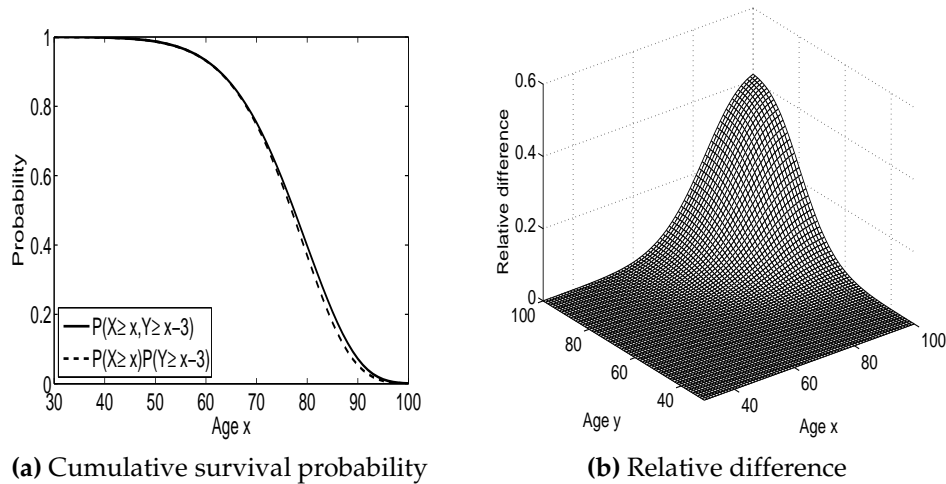 1
0.8
0.6
0.4
0.2
0
Probability
P(X≥ x,Y≥ x−3)
P(X≥ x)P(Y≥ x−3)
30 40 50 60 70 80 90 100
Age x
(a) Cumulative survival probability
0.6
0.4
0.2
0
Relative difference
100
80
60
40
Age y
40
60
80
100
Age x
(b) Relative difference